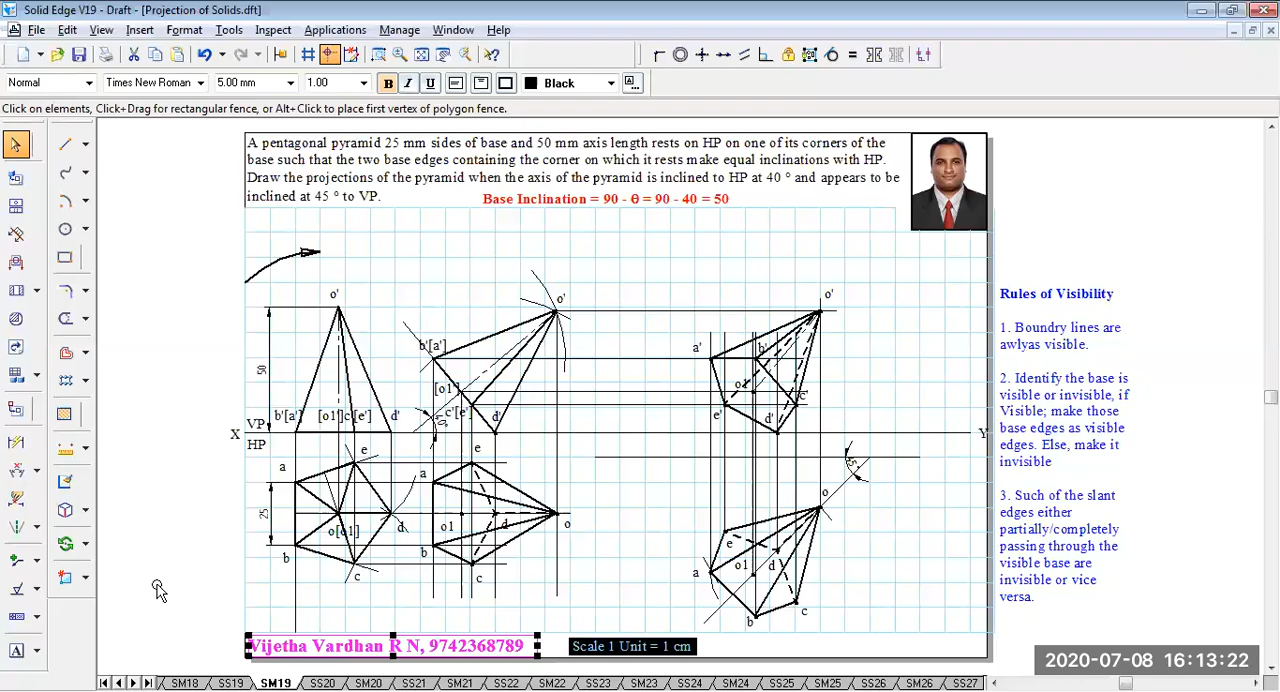 Solid Edge V19 - Draft - [Projection of Solids.dft]
File Edit View Insert Format Tools Inspect Applications Manage Window Help
Normal Times New Roman 5.00 mm 1.00 B I U Black
Click on elements, Click+Drag for rectangular fence, or Alt+Click to place first vertex of polygon fence.
A pentagonal pyramid 25 mm sides of base and 50 mm axis length rests on HP on one of its corners of the
base such that the two base edges containing the corner on which it rests make equal inclinations with HP.
Draw the projections of the pyramid when the axis of the pyramid is inclined to HP at 40 ° and appears to be
inclined at 45 ° to VP.
Base Inclination = 90 - θ = 90 - 40 = 50
o' o' o'
b'[a'] a' b'
50 [o1'] o1'
b'[a'] [o1']c'[e'] d' c'[e'] d' e' d' c'
X VP Y
HP
e e 45°
a a o
25 o[o1] d o1 d o e o1 d
b b a
c c b c
Rules of Visibility
1. Boundry lines are
awlyas visible.
2. Identify the base is
visible or invisible, if
Visible; make those
base edges as visible
edges. Else, make it
invisible
3. Such of the slant
edges either
partially/completely
passing through the
visible base are
invisible or vice
versa.
Vijetha Vardhan R N, 9742368789
Scale 1 Unit = 1 cm
2020-07-08 16:13:22
SM18 SS19 SM19 SS20 SM20 SS21 SM21 SS22 SM22 SS23 SM23 SS24 SM24 SS25 SM25 SS26 SM26 SS27